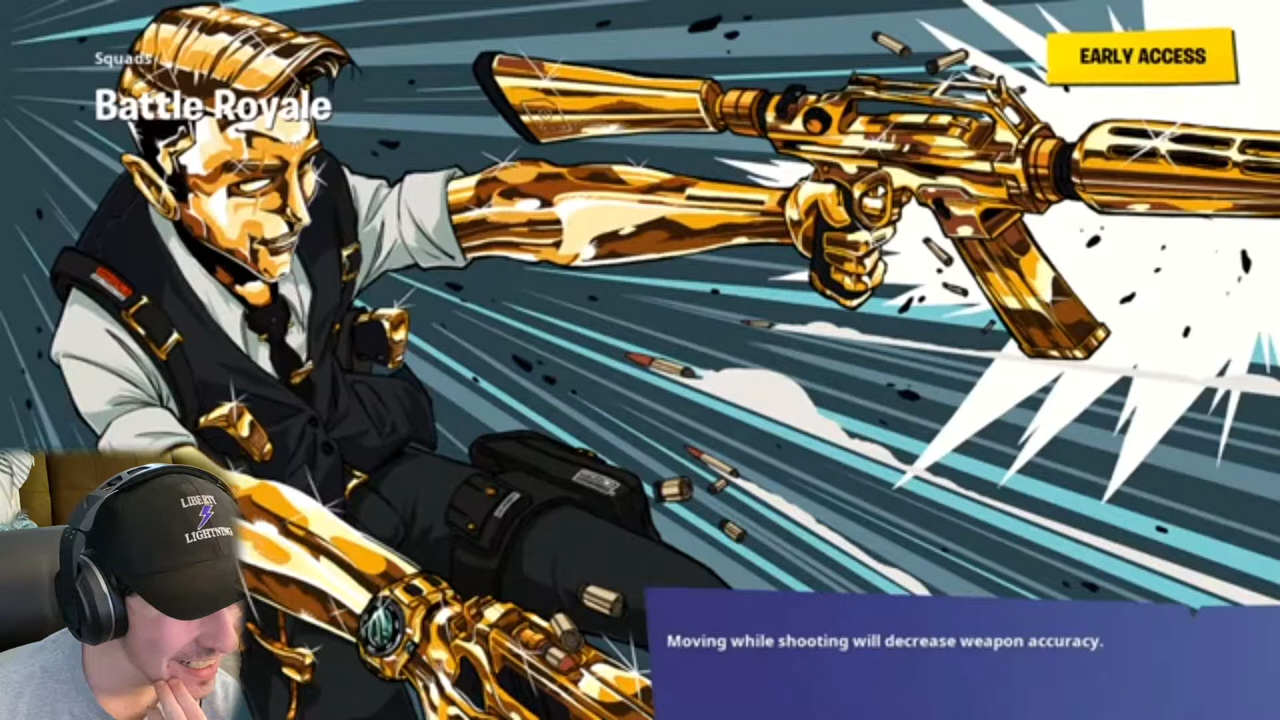 Squads
Battle Royale
EARLY ACCESS
LIBERTY
LIGHTNING
Moving while shooting will decrease weapon accuracy.